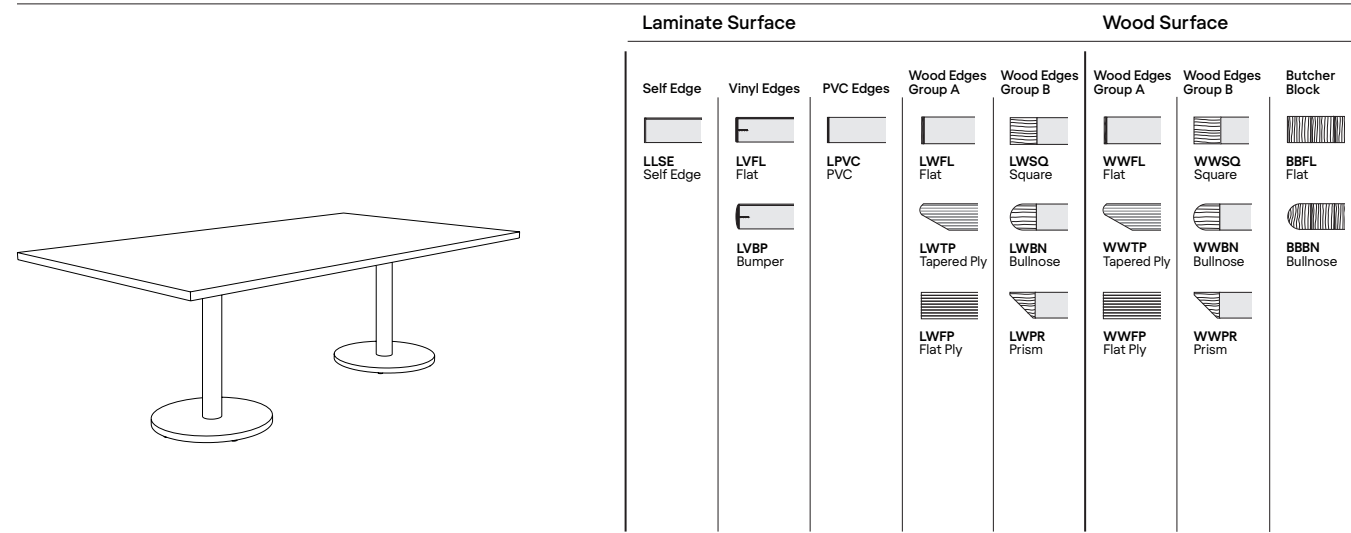 Laminate Surface
Wood Surface
Self Edge
Vinyl Edges
PVC Edges
Wood Edges
Group A
Wood Edges
Group B
Wood Edges
Group A
Wood Edges
Group B
Butcher
Block
LLSE
Self Edge
LVFL
Flat
LPVC
PVC
LWFL
Flat
LWSQ
Square
WWFL
Flat
WWSQ
Square
BBFL
Flat
LVBP
Bumper
LWTP
Tapered Ply
LWBN
Bullnose
WWTP
Tapered Ply
WWBN
Bullnose
BBBN
Bullnose
LWFP
Flat Ply
LWPR
Prism
WWFP
Flat Ply
WWPR
Prism